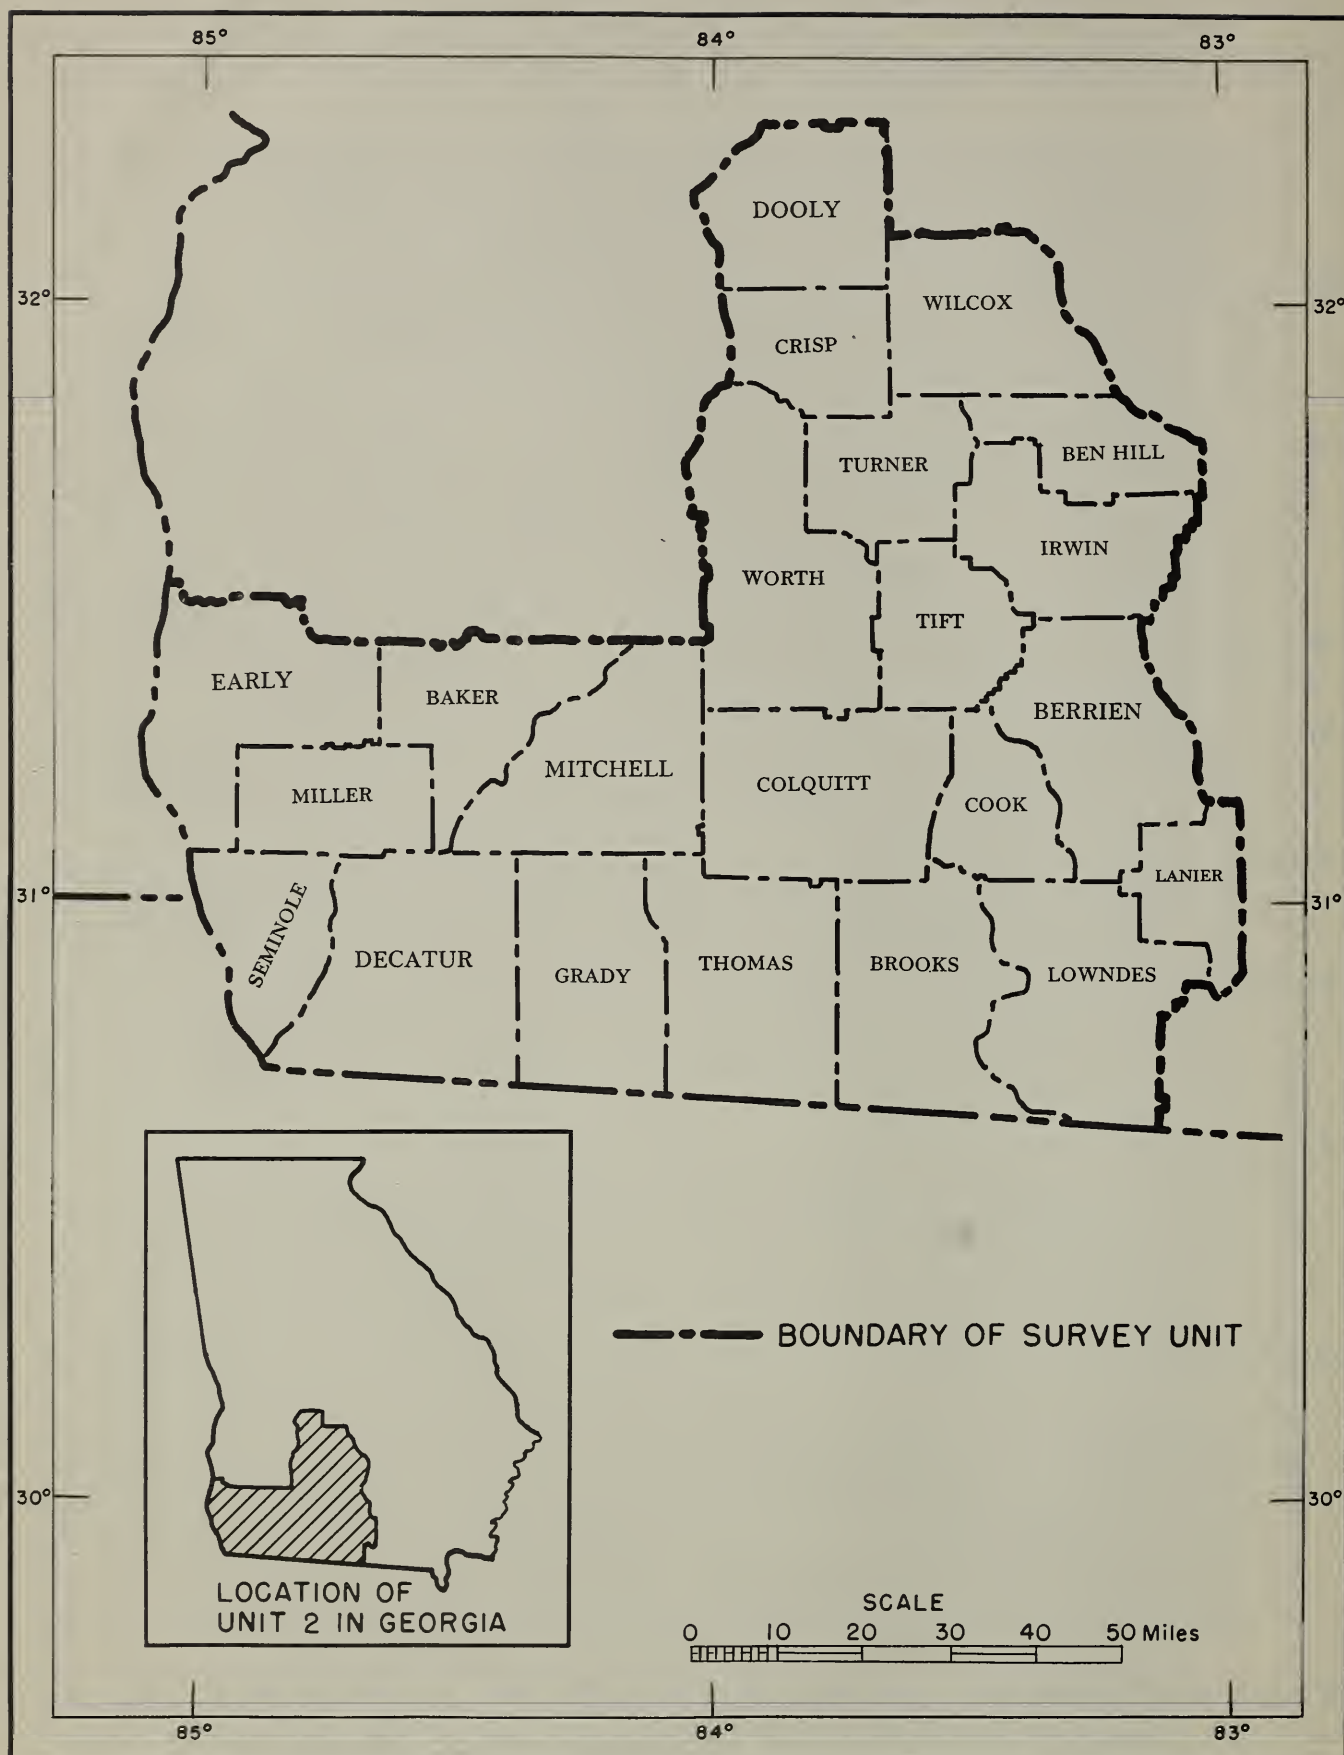 85°
84°
83°
DOOLY
32°
WILCOX
32°
CRISP
TURNER
BEN HILL
IRWIN
WORTH
TIFT
EARLY
BAKER
BERRIEN
MITCHELL
COLQUITT
MILLER
COOK
LANIER
31°
31°
SEMINOLE
DECATUR
GRADY
THOMAS
BROOKS
LOWNDES
BOUNDARY OF SURVEY UNIT
30°
30°
LOCATION OF
UNIT 2 IN GEORGIA
SCALE
0 10 20 30 40 50 Miles
85°
84°
83°